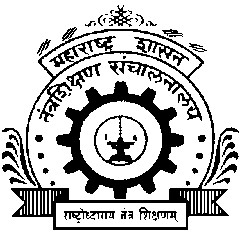 महाराष्ट्र शासन
तंत्रशिक्षण संचालनालय
राष्ट्रोध्दाराय तंत्र शिक्षणम्